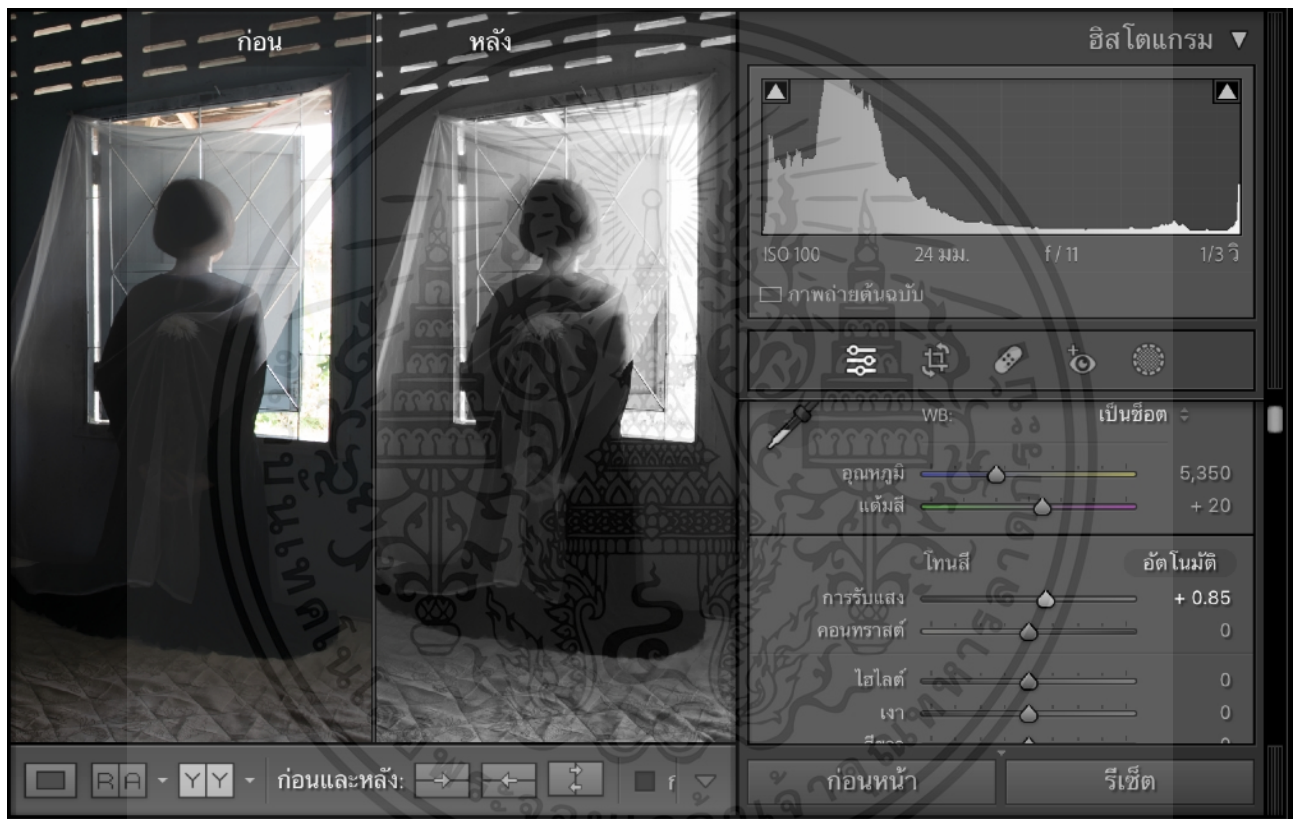 ก่อน
หลัง
ฮิสโตแกรม
ISO 100 24 มม. f / 11 1/3 วิ
ภาพถ่ายต้นฉบับ
WB: เป็นช็อต
อุณหภูมิ 5,350
แต้มสี + 20
โทนสี อัตโนมัติ
การรับแสง + 0.85
คอนทราสต์ 0
ไฮไลต์ 0
เงา 0
R A Y Y ก่อนและหลัง:
ก่อนหน้า
รีเซ็ต